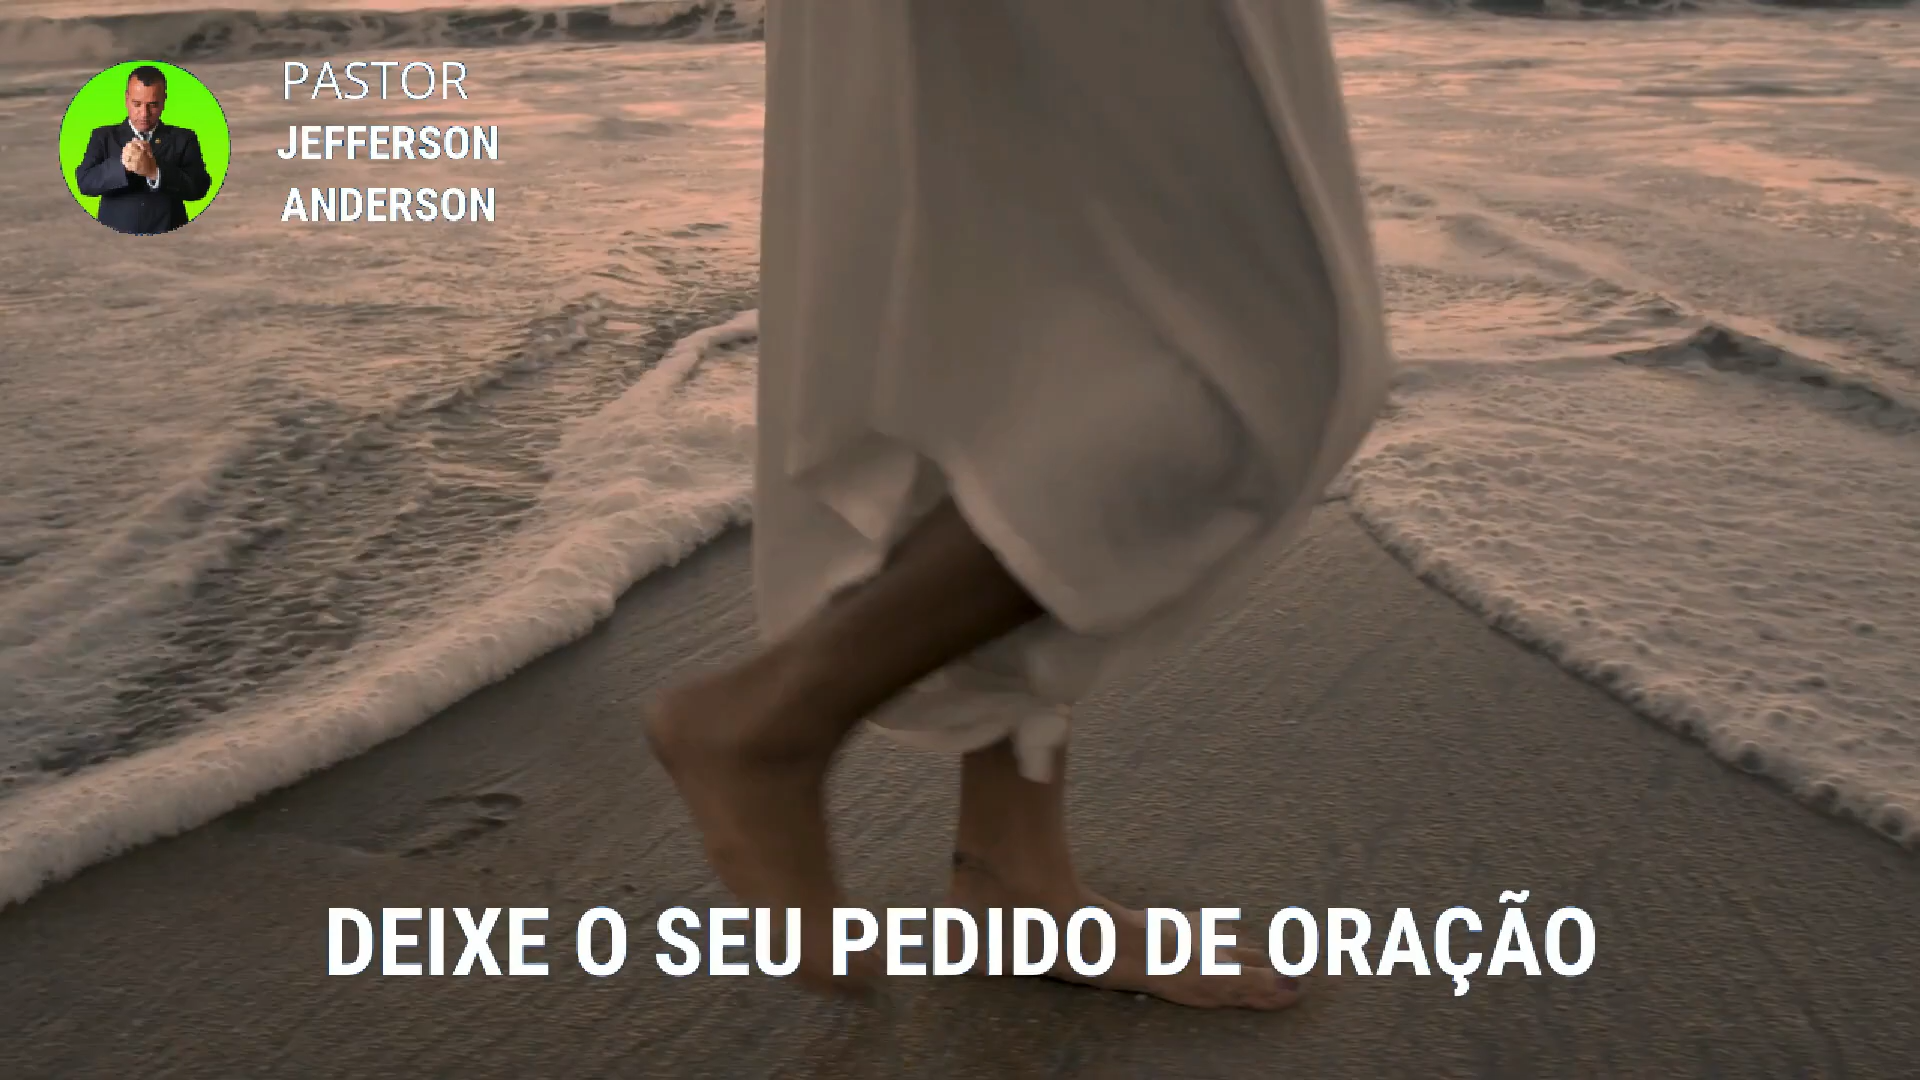 PASTOR
JEFFERSON
ANDERSON
DEIXE O SEU PEDIDO DE ORAÇÃO